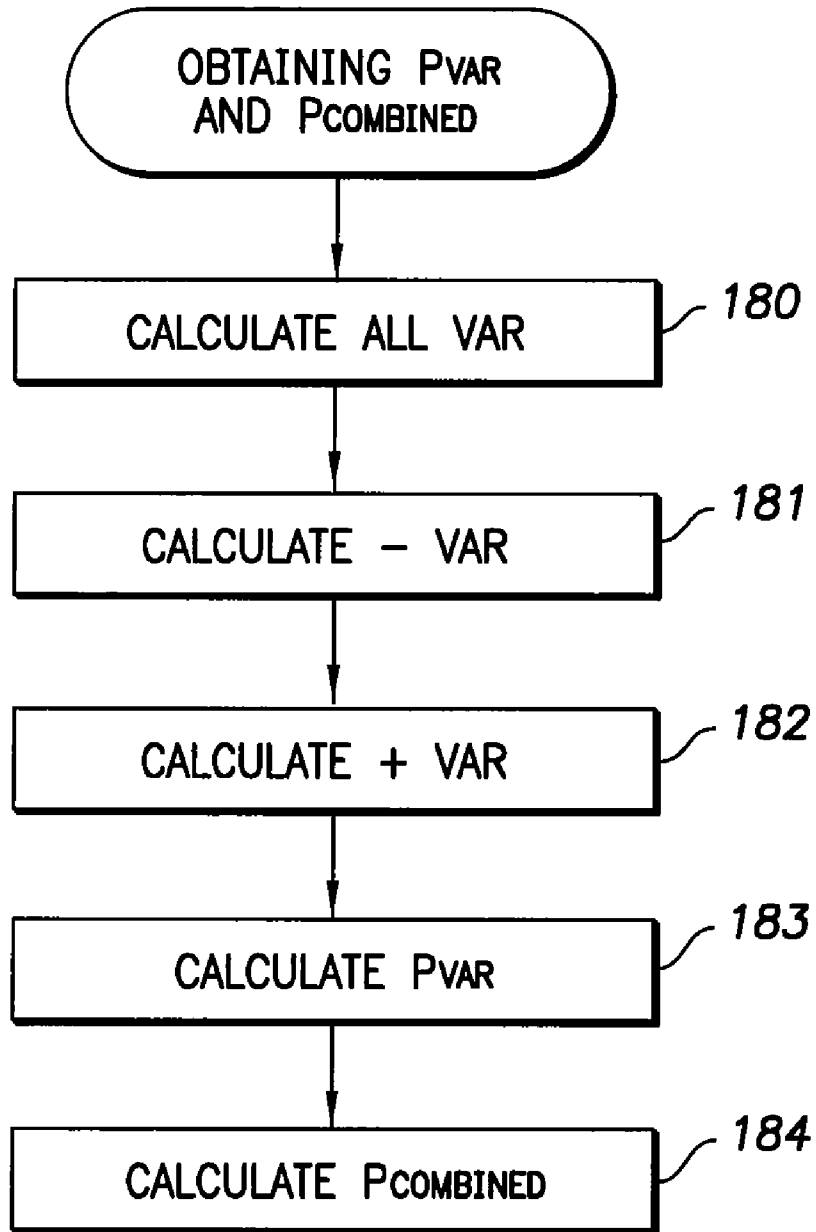 OBTAINING PVAR
AND PCOMBINED
CALCULATE ALL VAR
180
CALCULATE - VAR
181
CALCULATE + VAR
182
CALCULATE PVAR
183
CALCULATE PCOMBINED
184